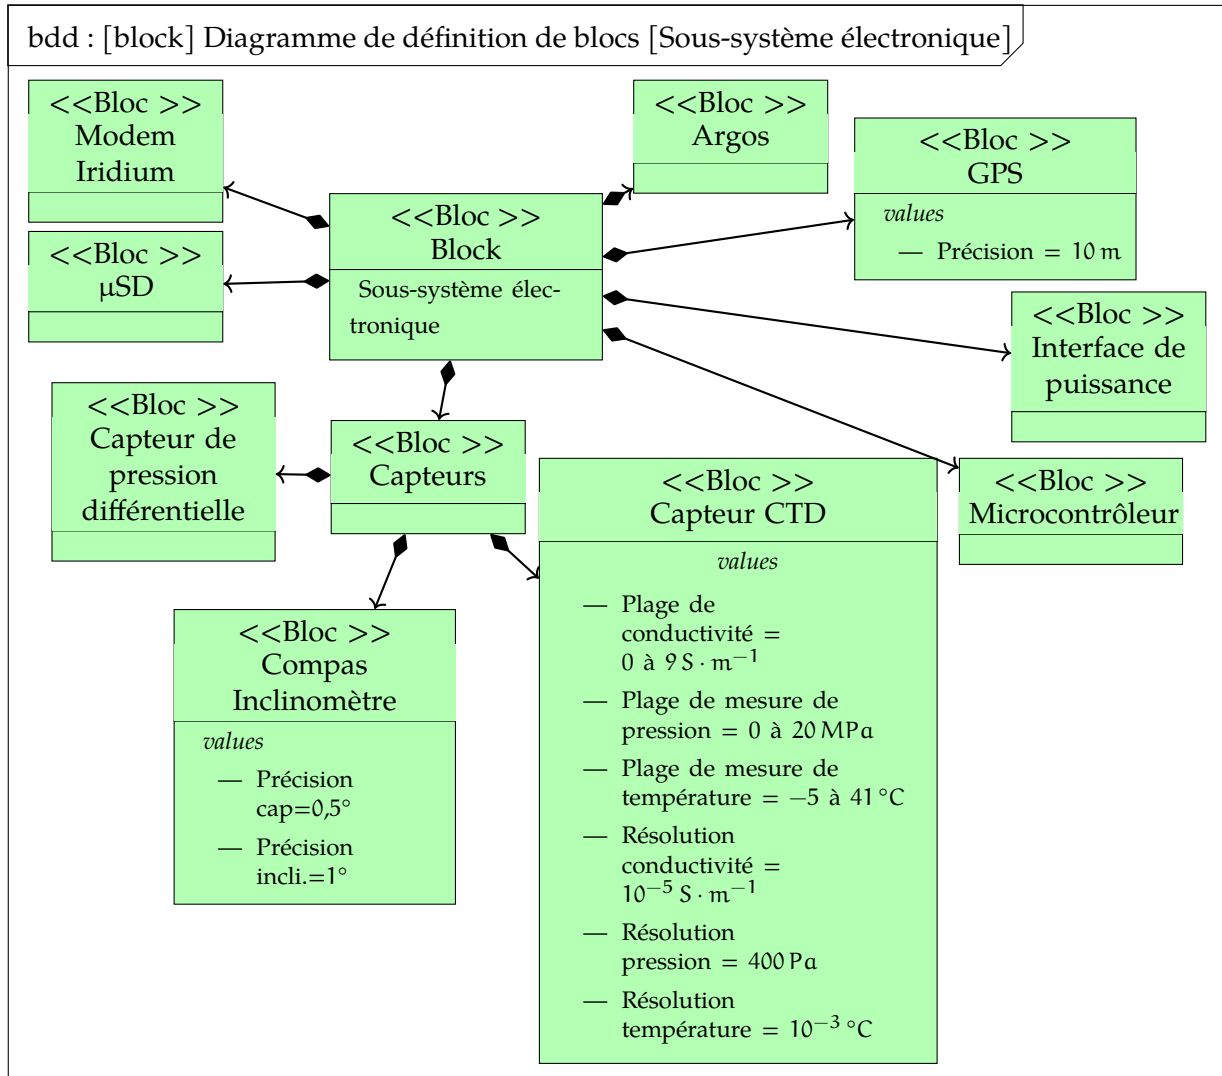 bdd : [block] Diagramme de définition de blocs [Sous-système électronique]
<<Bloc >>
Modem
Iridium
<<Bloc >>
Argos
<<Bloc >>
GPS
values
— Précision = 10 m
<<Bloc >>
Block
Sous-système élec-
tronique
<<Bloc >>
µSD
<<Bloc >>
Interface de
puissance
<<Bloc >>
Capteur de
pression
différentielle
<<Bloc >>
Capteurs
<<Bloc >>
Capteur CTD
values
— Plage de
conductivité =
0 à 9 S · m⁻¹
— Plage de mesure de
pression = 0 à 20 MPa
— Plage de mesure de
température = −5 à 41 °C
— Résolution
conductivité =
10⁻⁵ S · m⁻¹
— Résolution
pression = 400 Pa
— Résolution
température = 10⁻³ °C
<<Bloc >>
Microcontrôleur
<<Bloc >>
Compas
Inclinomètre
values
— Précision
cap=0,5°
— Précision
incli.=1°